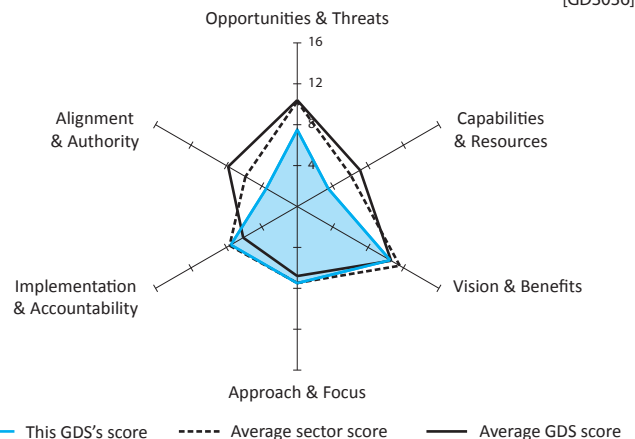 [GDS036]
Opportunities & Threats
16
12
8
4
Alignment
& Authority
Capabilities
& Resources
Implementation
& Accountability
Vision & Benefits
Approach & Focus
This GDS's score
Average sector score
Average GDS score